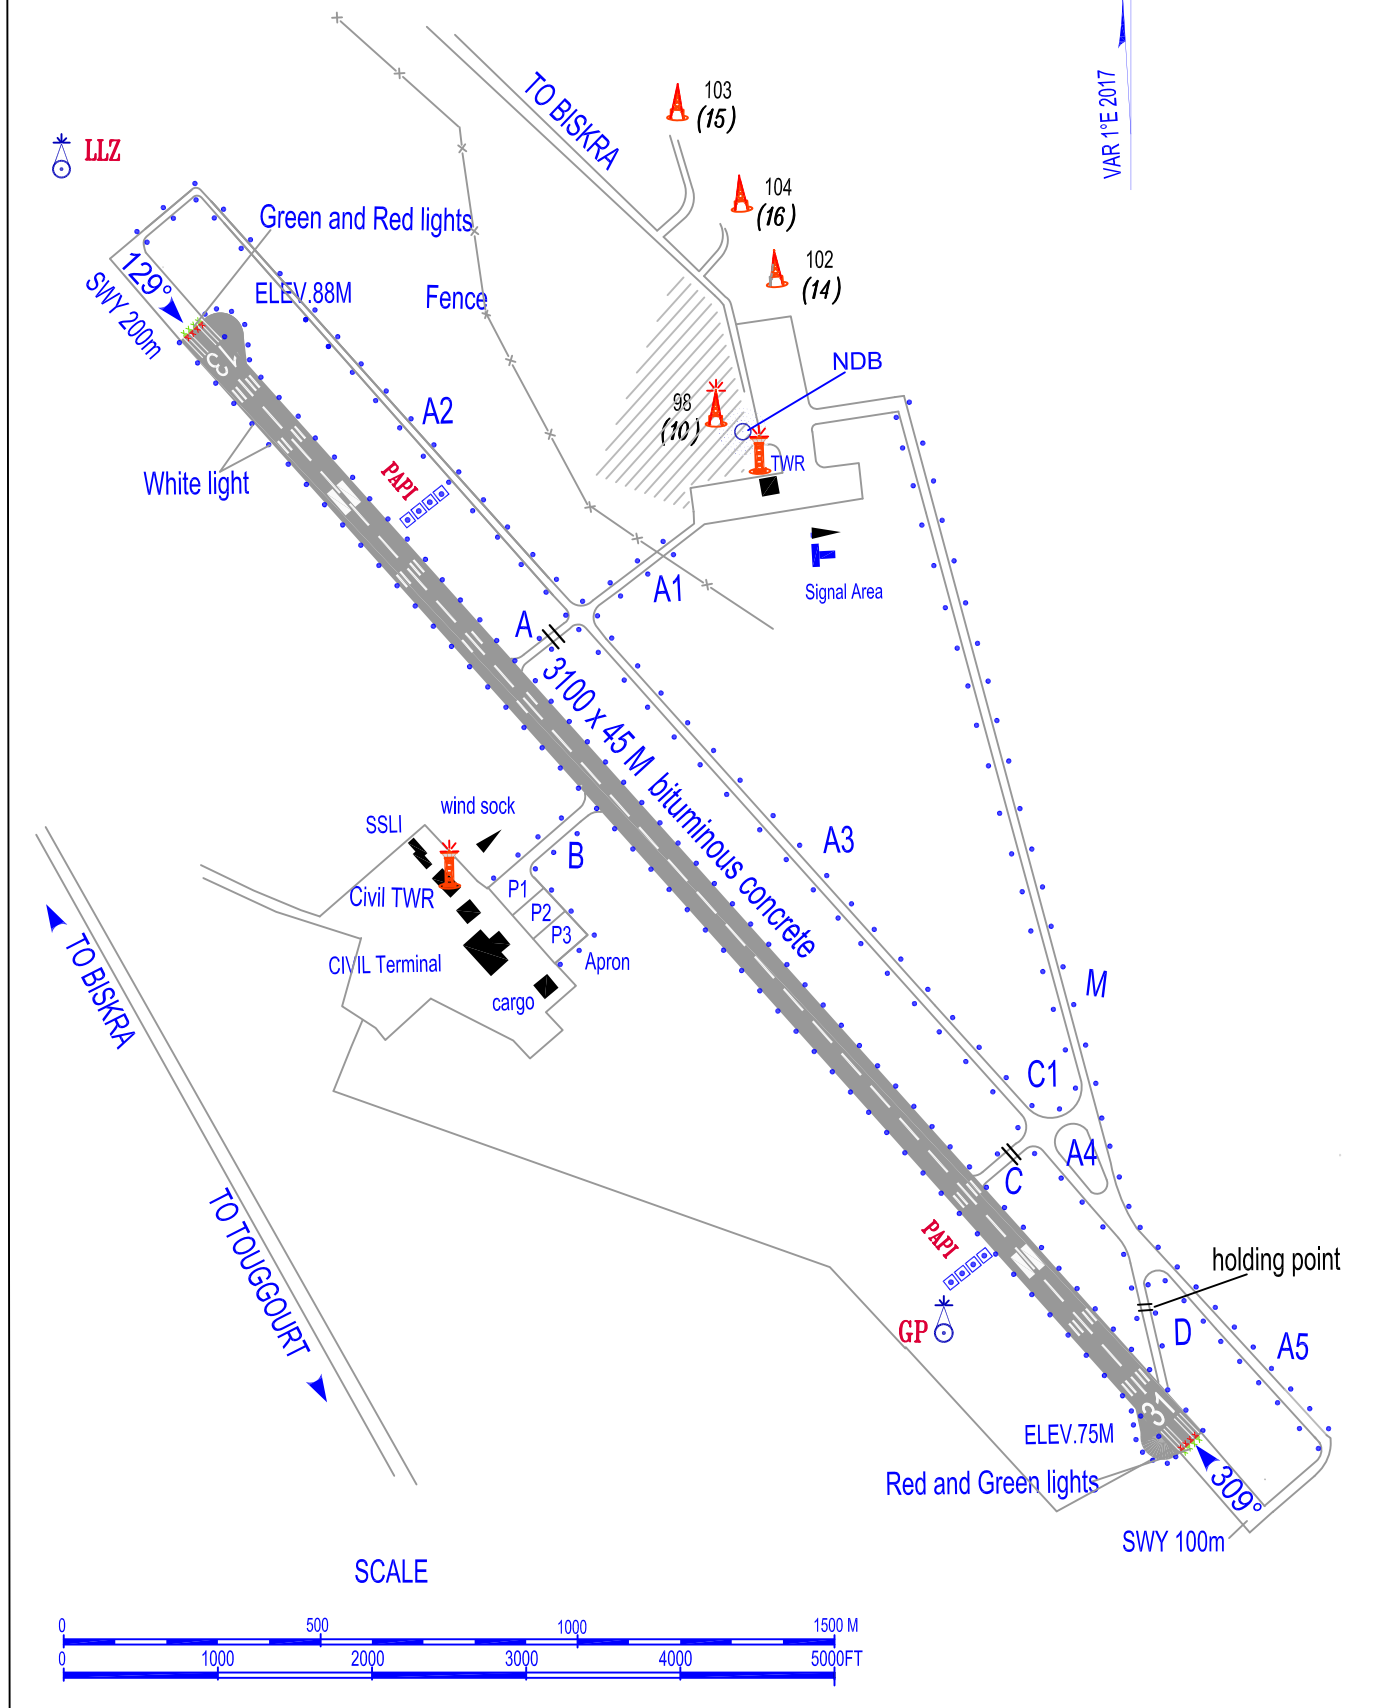 VAR 1°E 2017
TO BISKRA
103
(15)
LLZ
104
(16)
Green and Red lights
102
(14)
129°
SWY 200m
ELEV.88M
Fence
13
NDB
98
(10)
A2
TWR
White light
PAPI
Signal Area
A1
A
3100 x 45 M bituminous concrete
wind sock
SSLI
A3
B
Civil TWR
P1
P2
P3
CIVIL Terminal
Apron
cargo
M
TO BISKRA
C1
A4
C
TO TOUGGOURT
PAPI
holding point
GP
D
A5
31
ELEV.75M
Red and Green lights
309°
SWY 100m
SCALE
0 500 1000 1500 M
0 1000 2000 3000 4000 5000FT